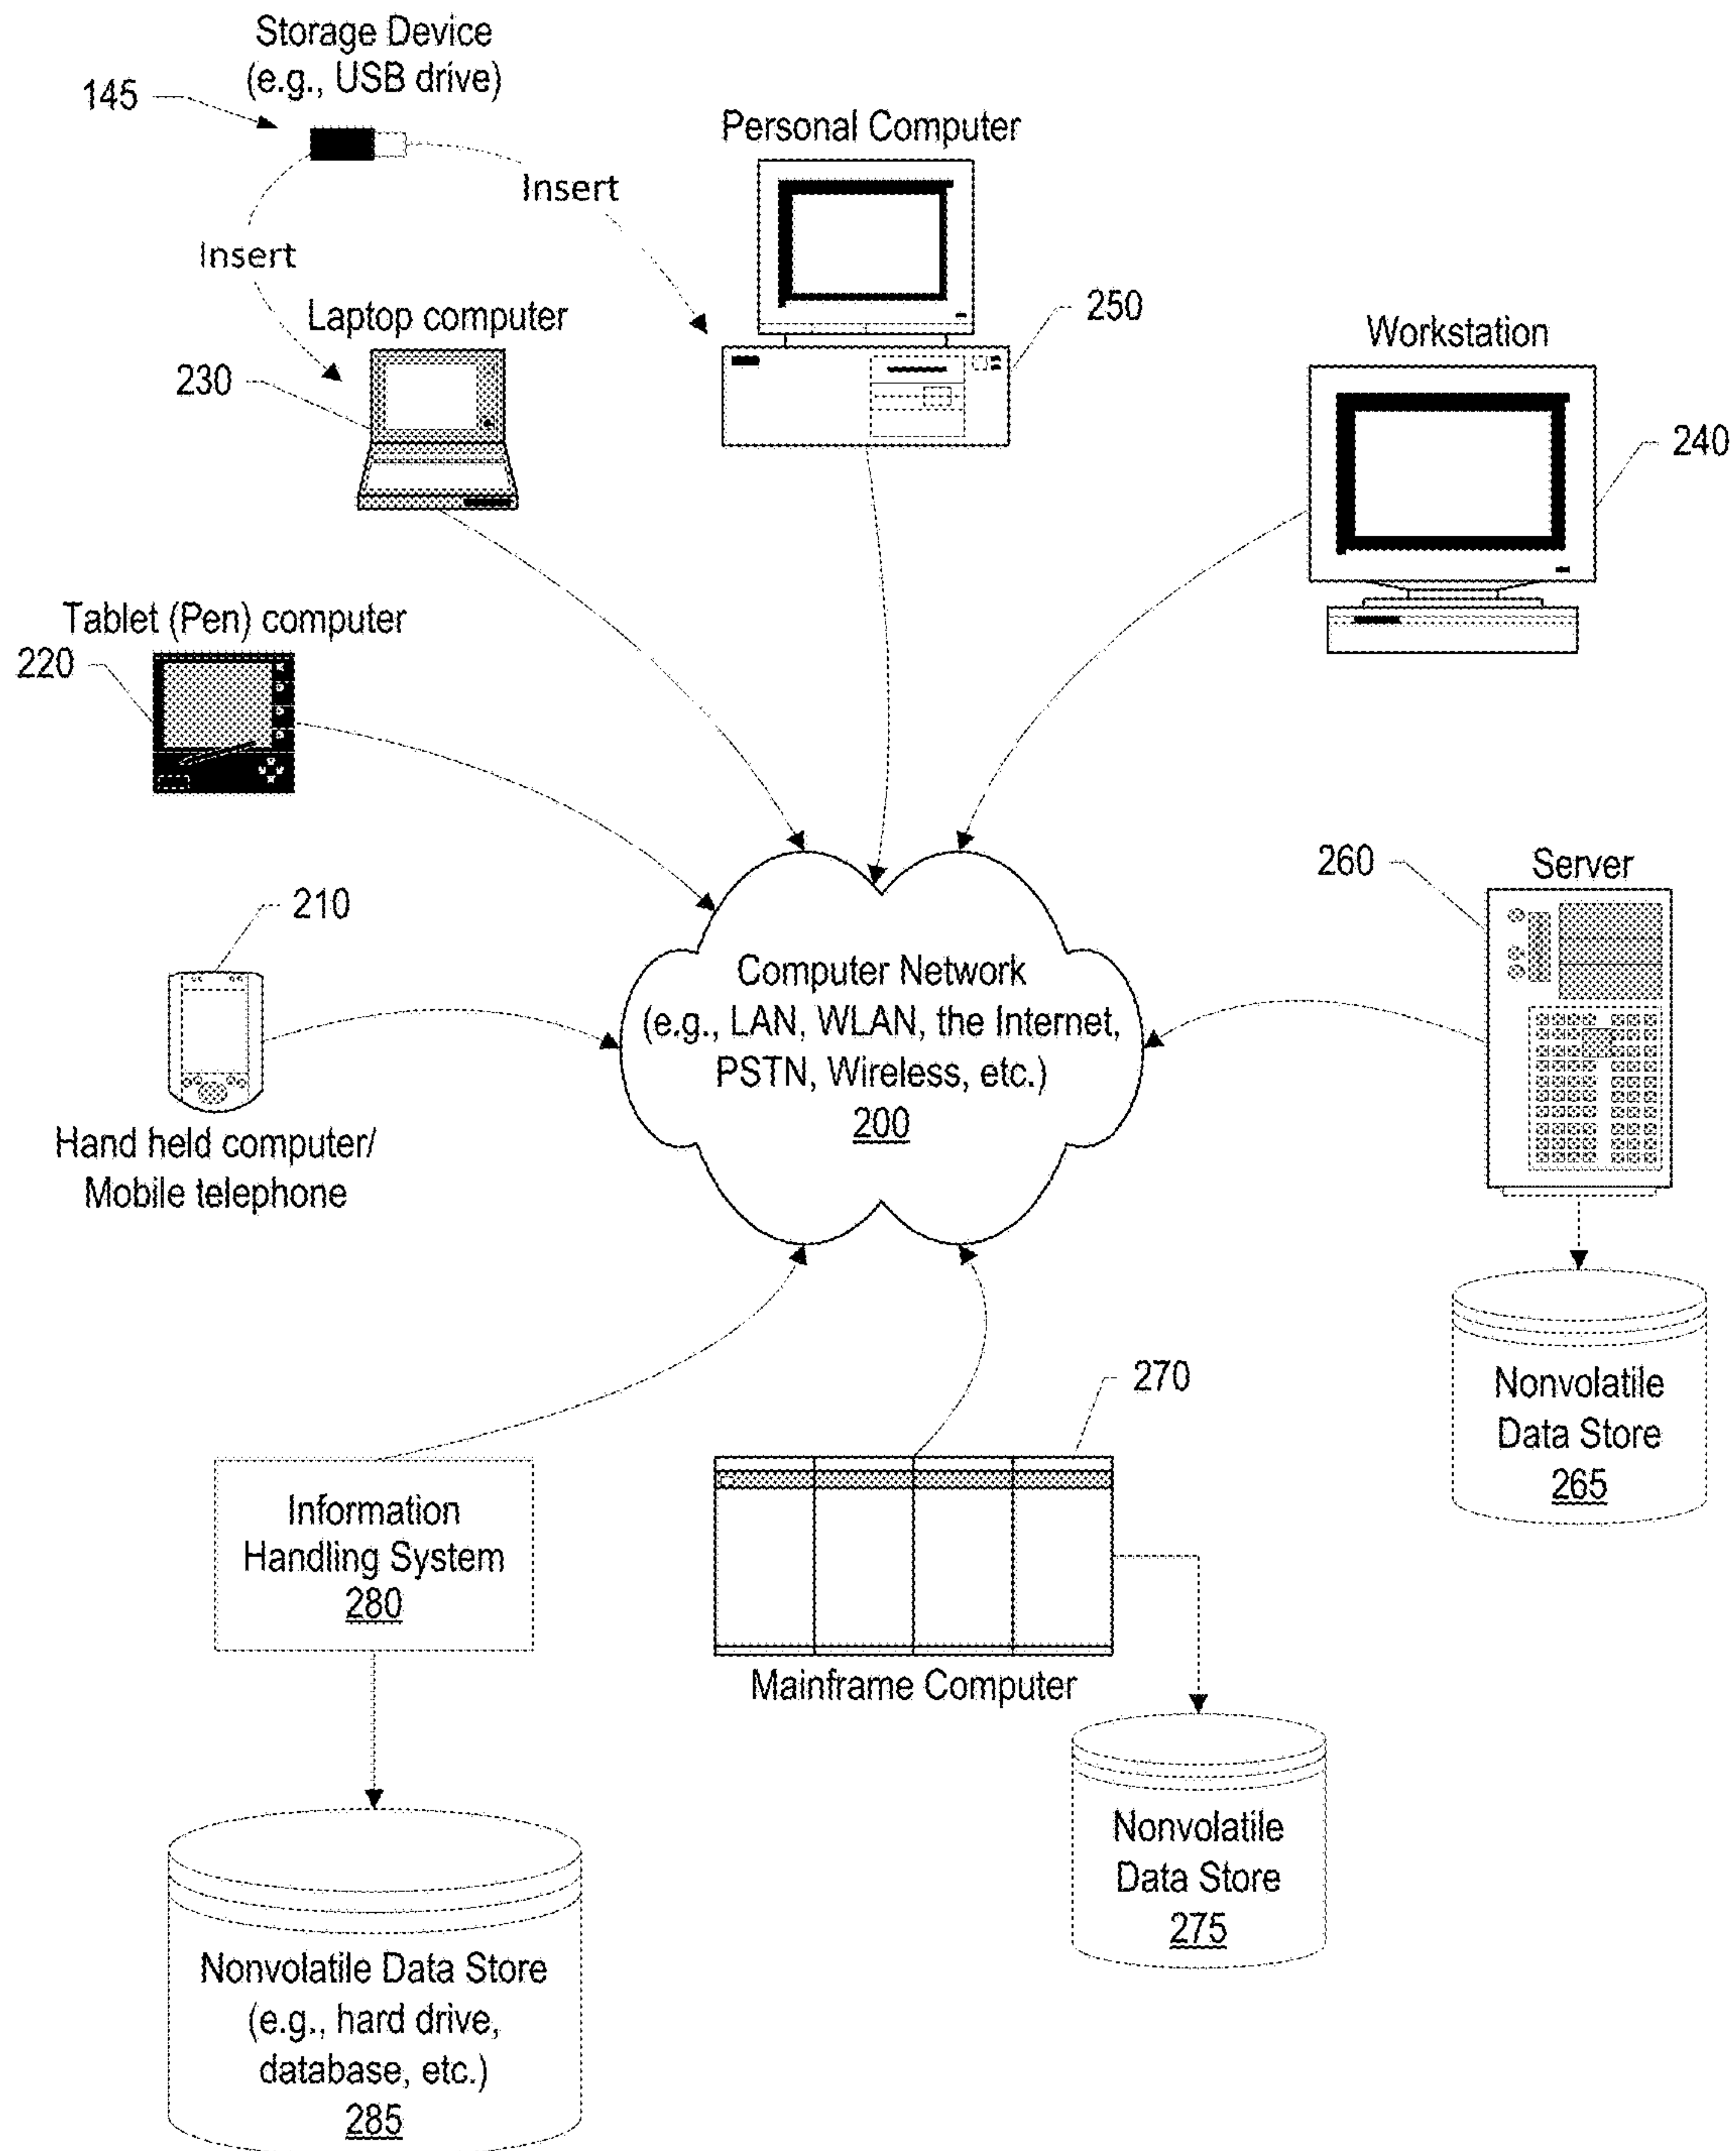 Storage Device
(e.g., USB drive)
145
Insert
Insert
Personal Computer
250
Laptop computer
230
Workstation
240
Tablet (Pen) computer
220
210
Hand held computer/
Mobile telephone
Computer Network
(e.g., LAN, WLAN, the Internet,
PSTN, Wireless, etc.)
200
260
Server
Nonvolatile
Data Store
265
270
Mainframe Computer
Nonvolatile
Data Store
275
Information
Handling System
280
Nonvolatile Data Store
(e.g., hard drive,
database, etc.)
285